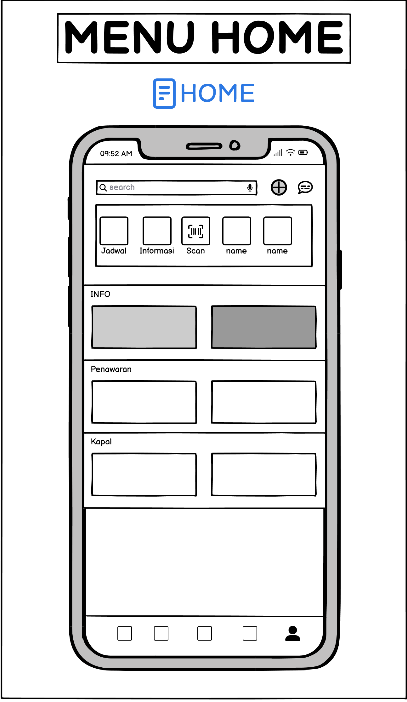 MENU HOME
HOME
09:52 AM
search
Jadwal Informasi Scan name name
INFO
Penawaran
Kapal